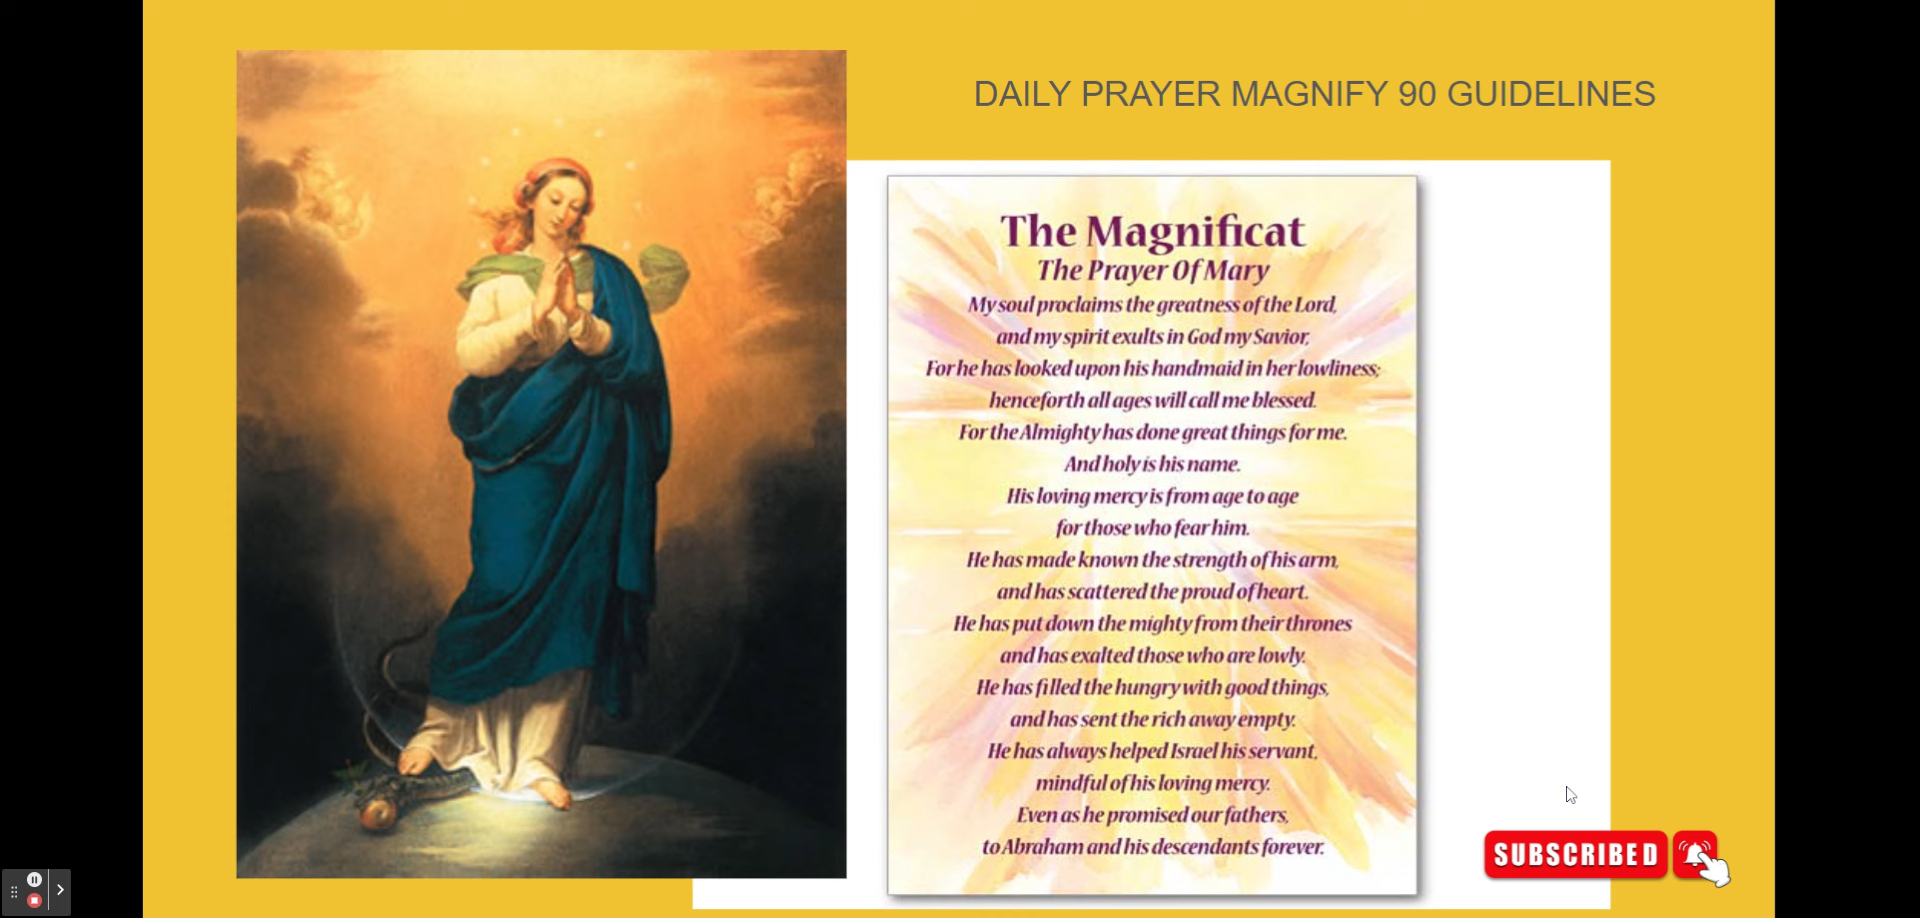 DAILY PRAYER MAGNIFY 90 GUIDELINES
The Magnificat
The Prayer Of Mary
My soul proclaims the greatness of the Lord,
and my spirit exults in God my Savior,
For he has looked upon his handmaid in her lowliness;
henceforth all ages will call me blessed.
For the Almighty has done great things for me.
And holy is his name.
His loving mercy is from age to age
for those who fear him.
He has made known the strength of his arm,
and has scattered the proud of heart.
He has put down the mighty from their thrones
and has exalted those who are lowly.
He has filled the hungry with good things,
and has sent the rich away empty.
He has always helped Israel his servant,
mindful of his loving mercy.
Even as he promised our fathers,
to Abraham and his descendants forever.
SUBSCRIBED